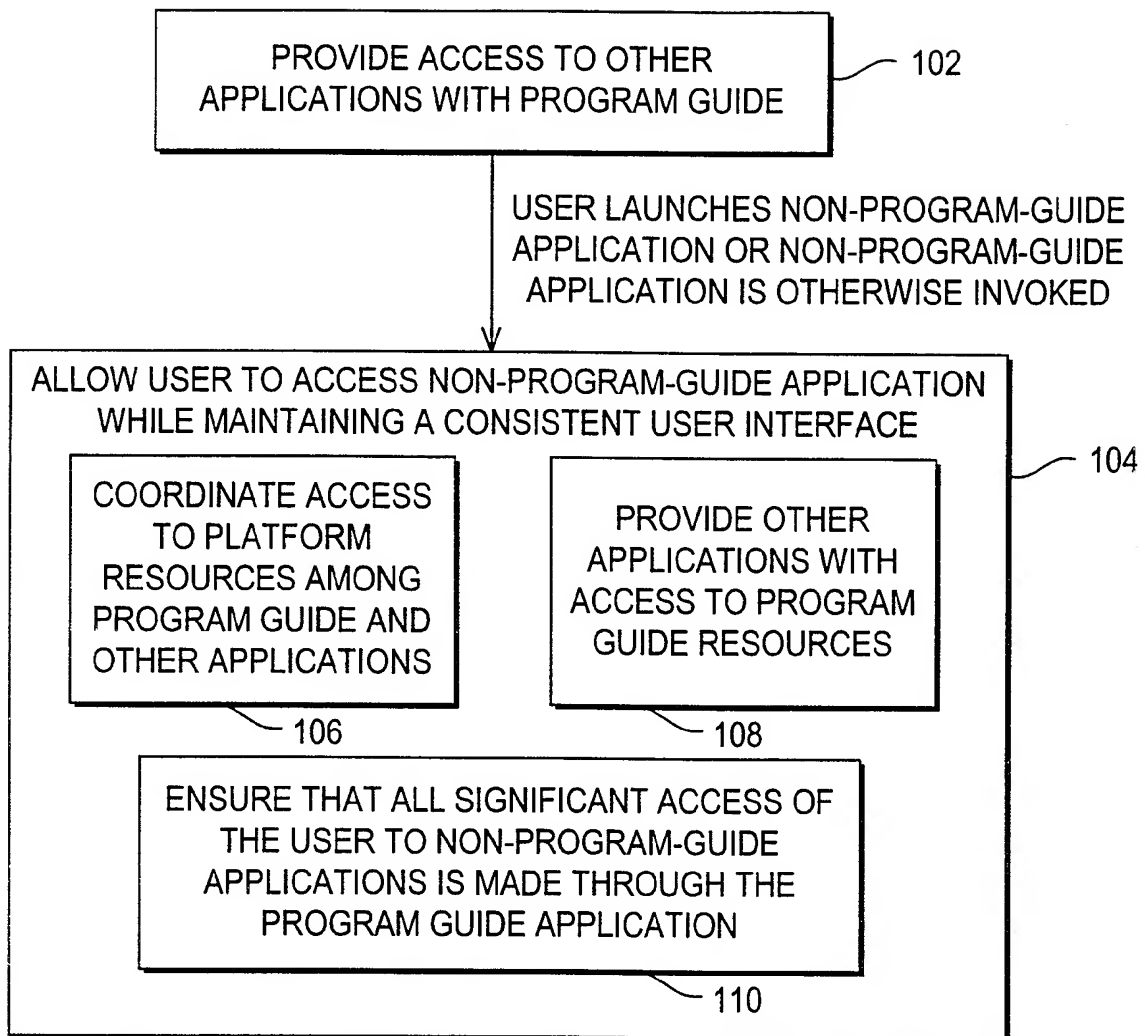 PROVIDE ACCESS TO OTHER
APPLICATIONS WITH PROGRAM GUIDE
102
USER LAUNCHES NON-PROGRAM-GUIDE
APPLICATION OR NON-PROGRAM-GUIDE
APPLICATION IS OTHERWISE INVOKED
ALLOW USER TO ACCESS NON-PROGRAM-GUIDE APPLICATION
WHILE MAINTAINING A CONSISTENT USER INTERFACE
104
COORDINATE ACCESS
TO PLATFORM
RESOURCES AMONG
PROGRAM GUIDE AND
OTHER APPLICATIONS
106
PROVIDE OTHER
APPLICATIONS WITH
ACCESS TO PROGRAM
GUIDE RESOURCES
108
ENSURE THAT ALL SIGNIFICANT ACCESS OF
THE USER TO NON-PROGRAM-GUIDE
APPLICATIONS IS MADE THROUGH THE
PROGRAM GUIDE APPLICATION
110